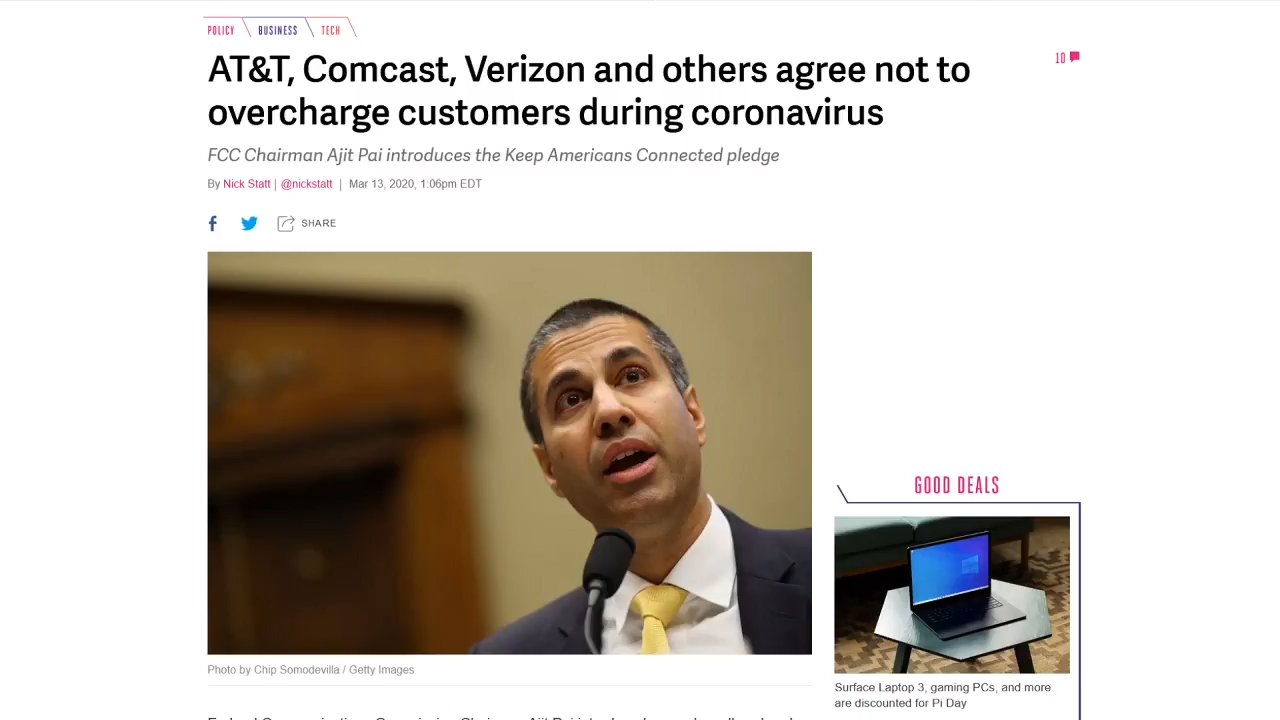 POLICY BUSINESS TECH
AT&T, Comcast, Verizon and others agree not to
overcharge customers during coronavirus
10
FCC Chairman Ajit Pai introduces the Keep Americans Connected pledge
By Nick Statt | @nickstatt | Mar 13, 2020, 1:06pm EDT
SHARE
GOOD DEALS
Photo by Chip Somodevilla / Getty Images
Surface Laptop 3, gaming PCs, and more
are discounted for Pi Day